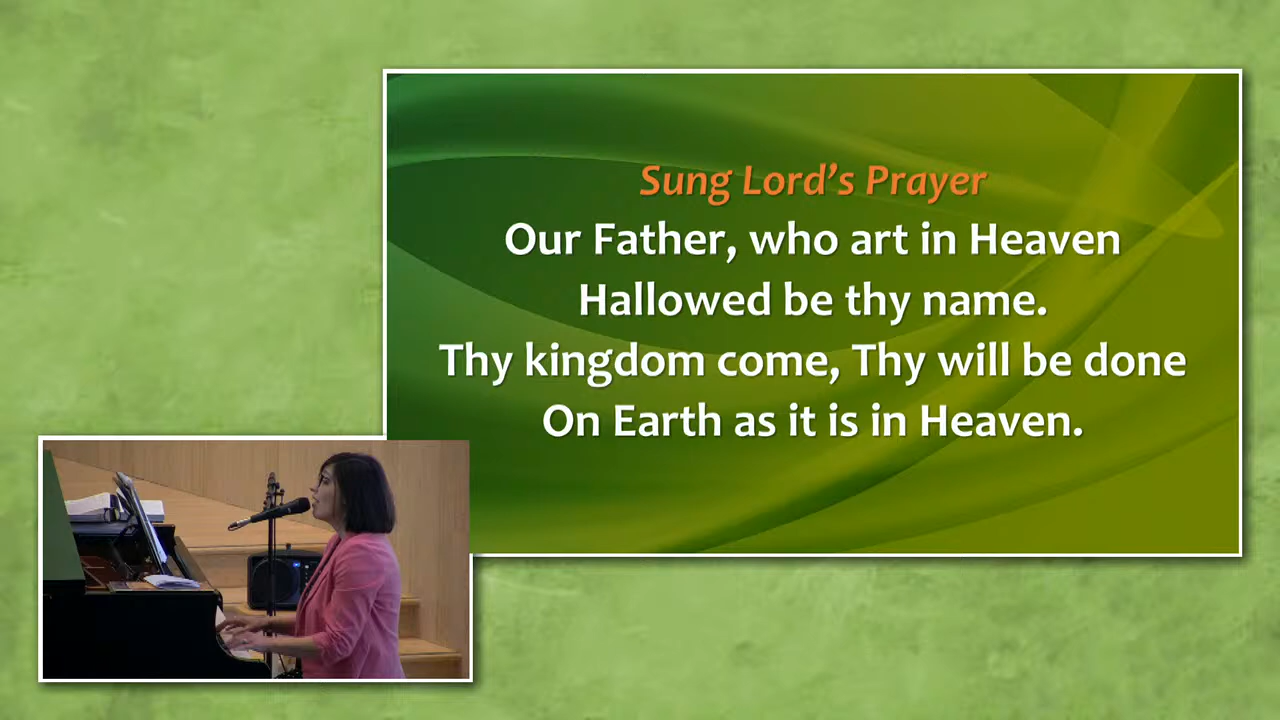 Sung Lord’s Prayer
Our Father, who art in Heaven
Hallowed be thy name.
Thy kingdom come, Thy will be done
On Earth as it is in Heaven.